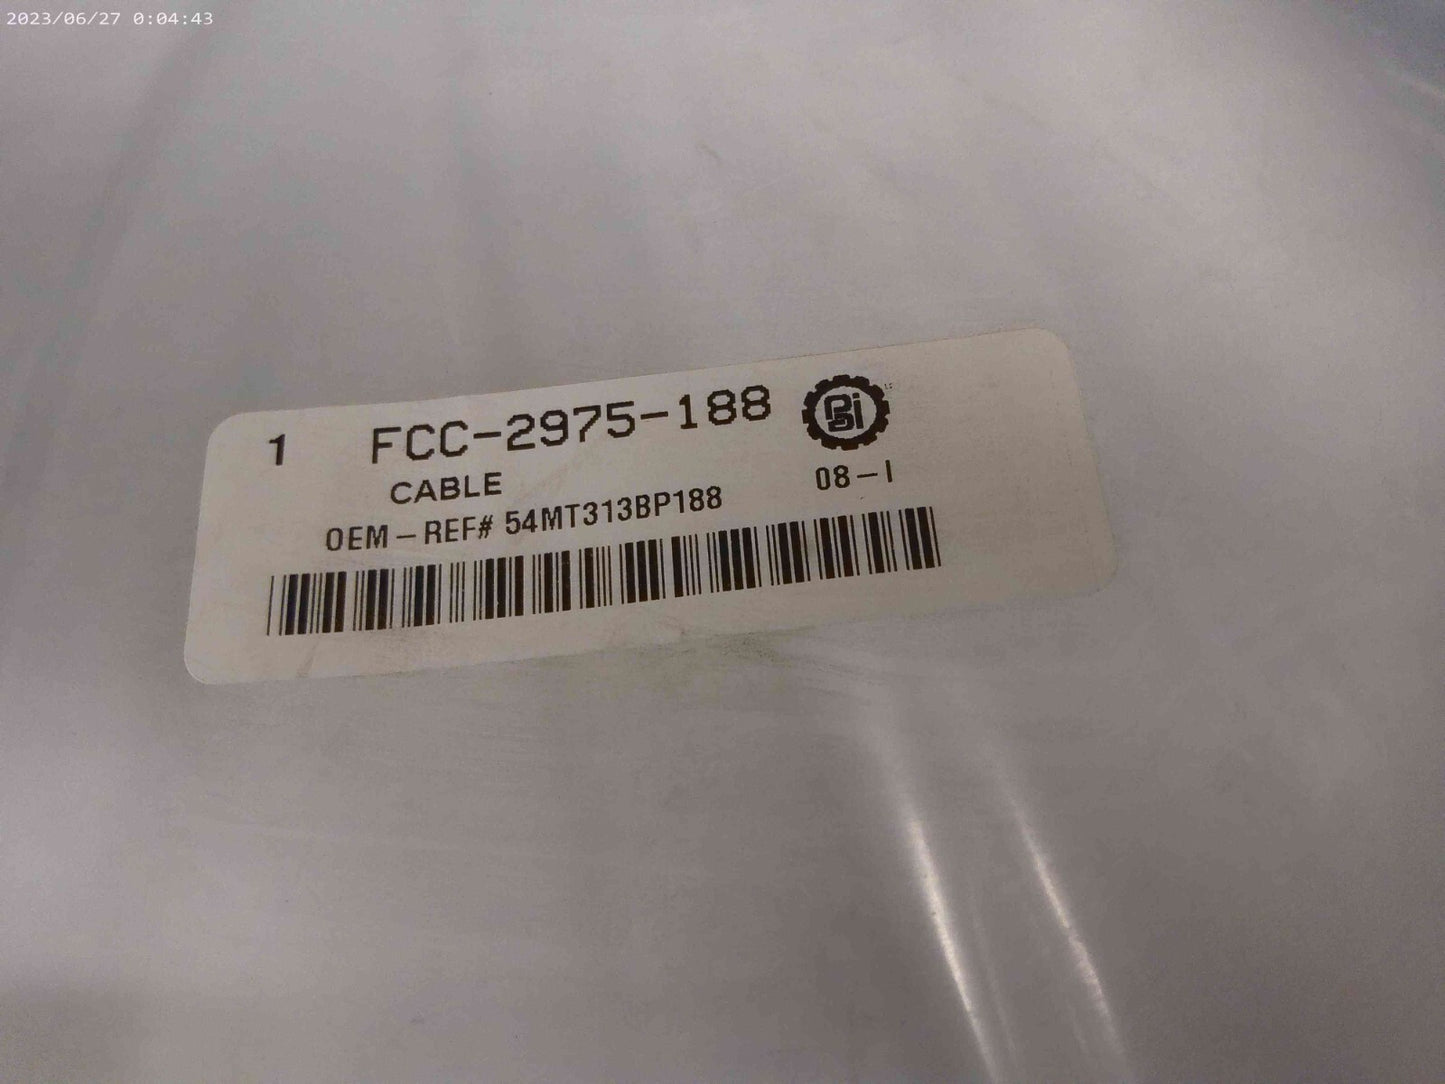 2023/06/27 0:04:43
1 FCC-2975-188
CABLE
OEM-REF# 54MT313BP188
08-I